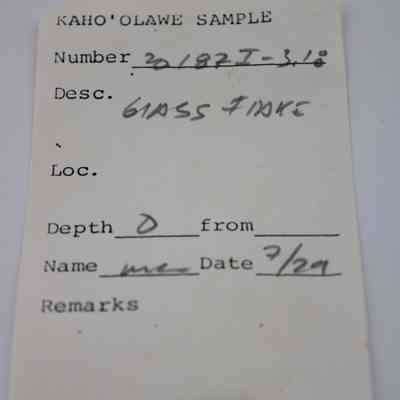 KAHO'OLAWE SAMPLE
Number
Desc. GLASS FLAKE
Loc.
Depth 0 from
Name Date 7/29
Remarks